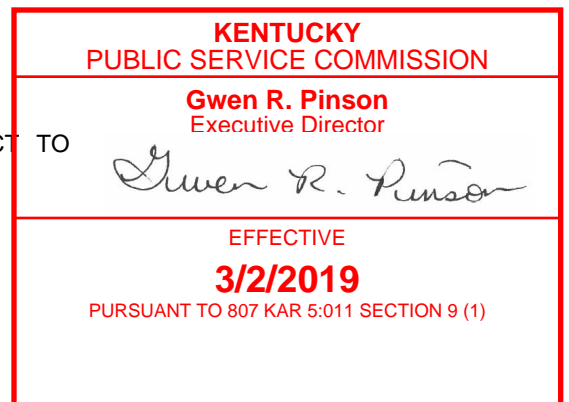 KENTUCKY
PUBLIC SERVICE COMMISSION
Gwen R. Pinson
Executive Director
CT TO
Gwen R. Pinson
EFFECTIVE
3/2/2019
PURSUANT TO 807 KAR 5:011 SECTION 9 (1)